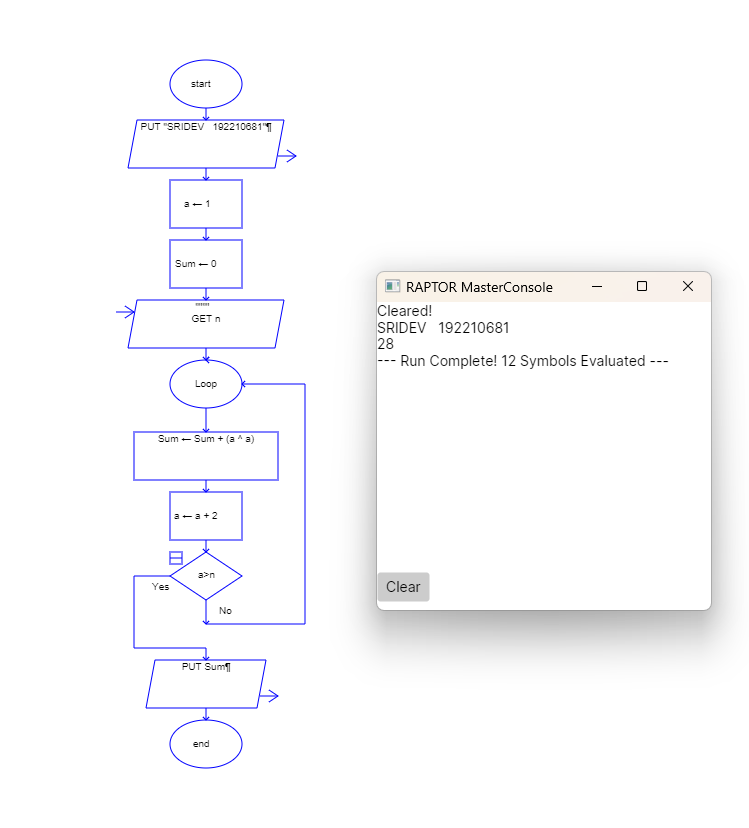 start
PUT "SRIDEV   192210681"¶
a ← 1
Sum ← 0
""""
GET n
Loop
Sum ← Sum + (a ^ a)
a ← a + 2
a>n
Yes
No
PUT Sum¶
end
RAPTOR MasterConsole
Cleared!
SRIDEV   192210681
28
--- Run Complete! 12 Symbols Evaluated ---
Clear